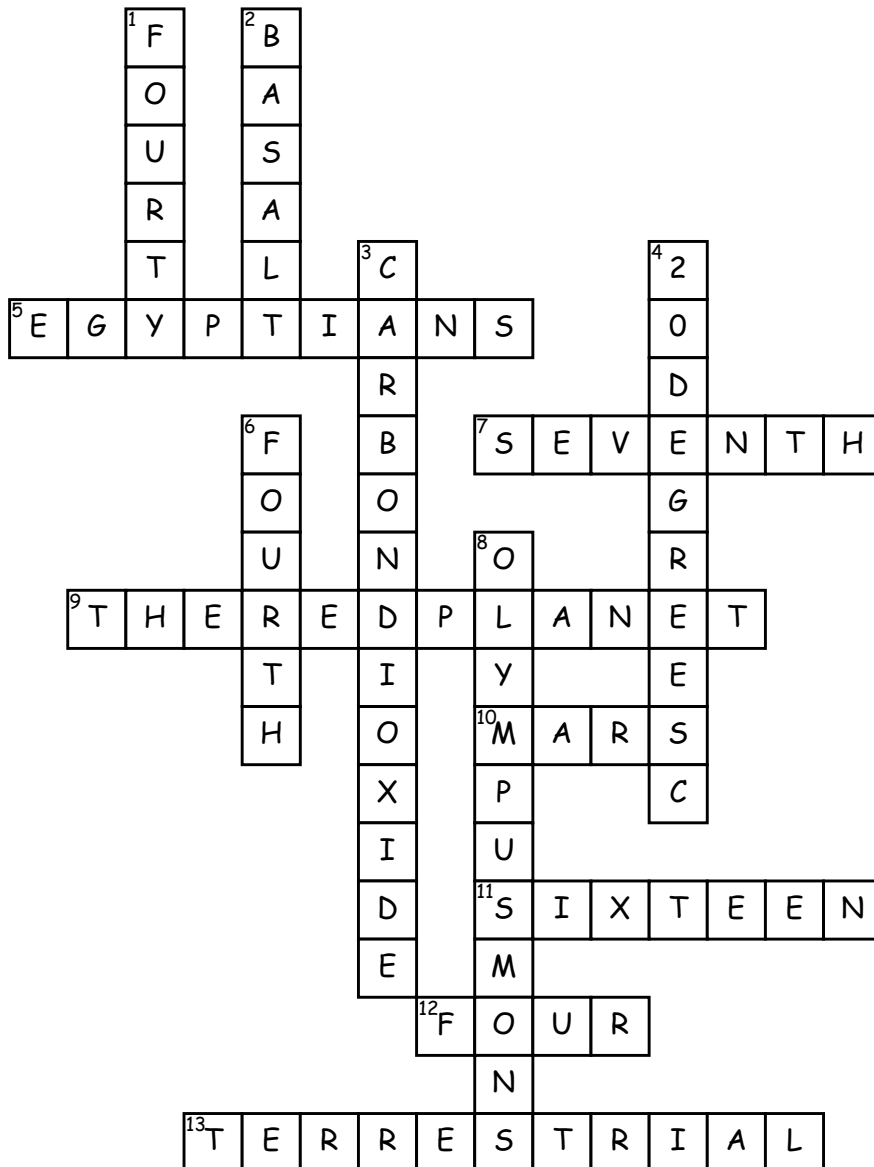 1 F 2 B
O A
U S
R A
T L 3 C 4 2
5 E G Y P T I A N S 0
R D
6 F B 7 S E V E N T H
O O G
U N 8 O R
9 T H E R E D P L A N E T
T I Y E
H O 10 M A R S
X P C
I U
D 11 S I X T E E N
E M
12 F O U R
N
13 T E R R E S T R I A L